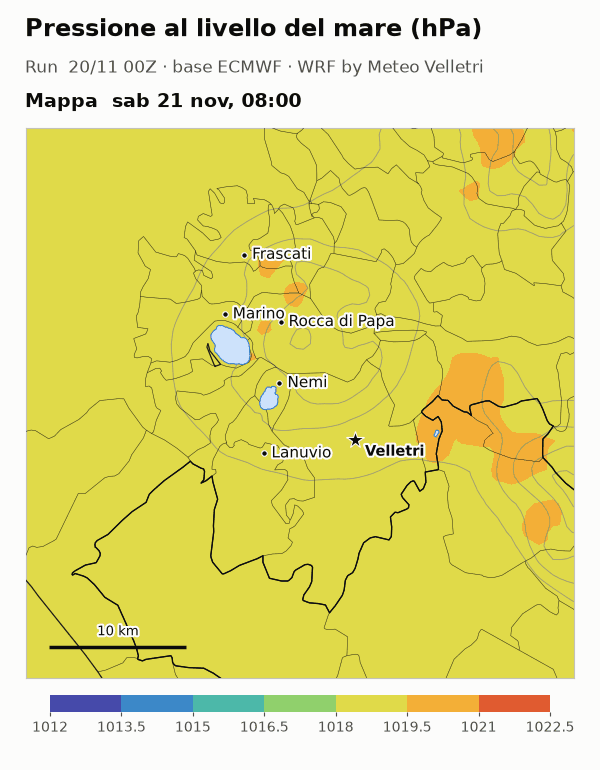 Pressione al livello del mare (hPa)
Run  20/11 00Z · base ECMWF · WRF by Meteo Velletri
Mappa  sab 21 nov, 08:00
Frascati
Marino
Rocca di Papa
Nemi
Velletri
Lanuvio
10 km
1012 1013.5 1015 1016.5 1018 1019.5 1021 1022.5